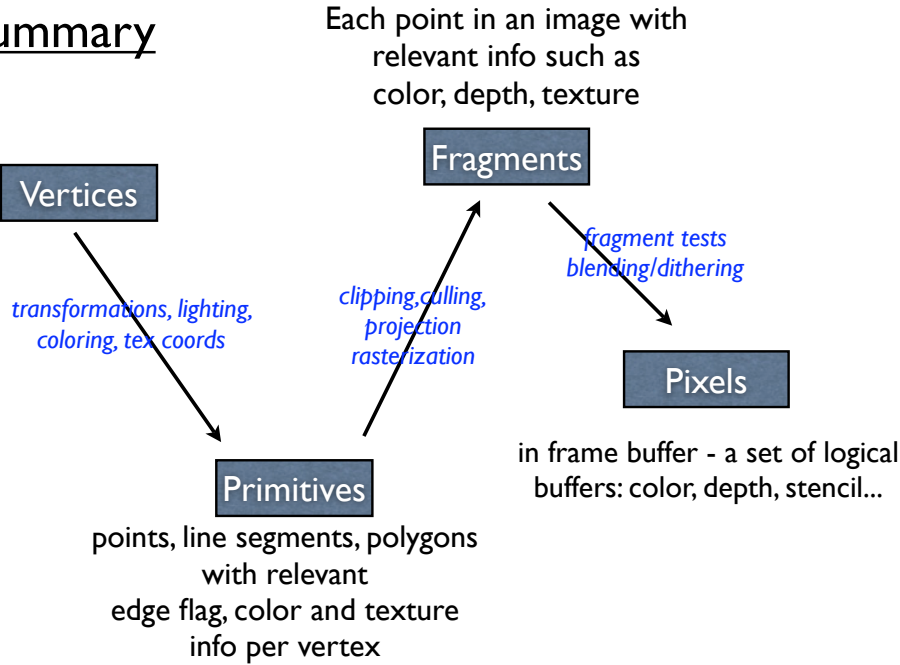 ummary
Each point in an image with
relevant info such as
color, depth, texture
Fragments
Vertices
fragment tests
blending/dithering
transformations, lighting,
coloring, tex coords
clipping,culling,
projection
rasterization
Pixels
in frame buffer - a set of logical
buffers: color, depth, stencil...
Primitives
points, line segments, polygons
with relevant
edge flag, color and texture
info per vertex